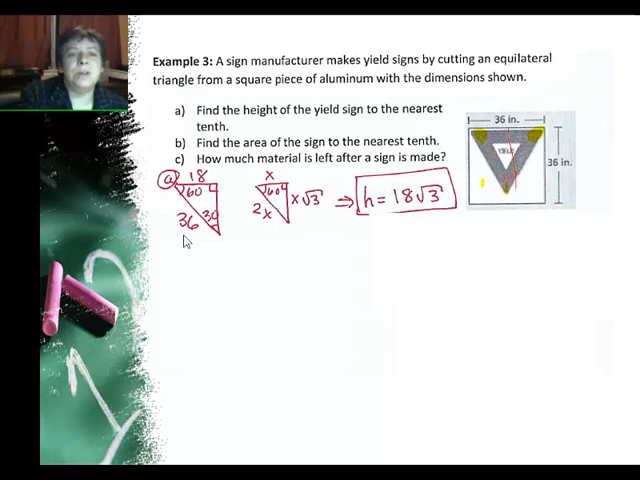 Example 3: A sign manufacturer makes yield signs by cutting an equilateral
triangle from a square piece of aluminum with the dimensions shown.
a) Find the height of the yield sign to the nearest
tenth.
b) Find the area of the sign to the nearest tenth.
c) How much material is left after a sign is made?
36 in.
YIELD
36 in.
a 18
60
36 30
x
60
2x
x√3
⇒ h = 18√3